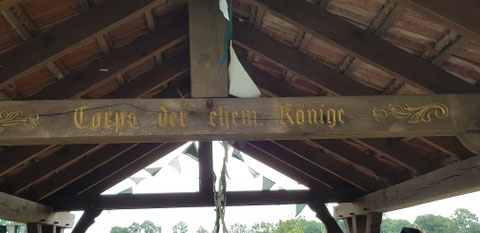 Corps der ehem. Könige